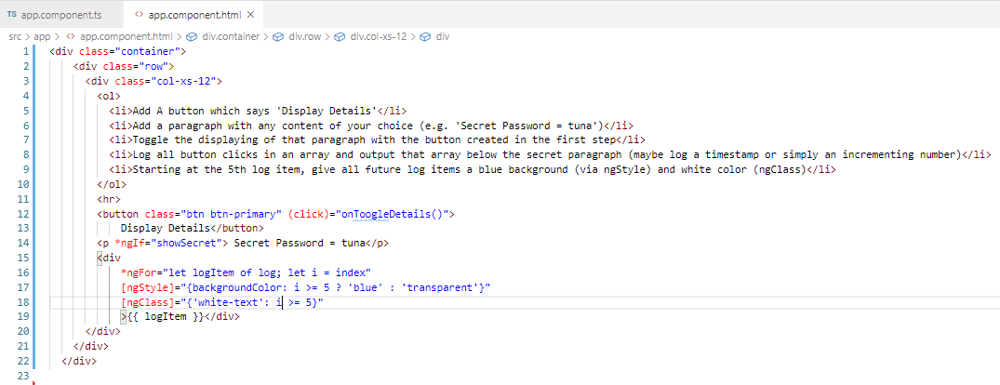 TS app.component.ts <> app.component.html ×
src > app > <> app.component.html > div.container > div.row > div.col-xs-12 > div
1 <div class="container">
2 <div class="row">
3 <div class="col-xs-12">
4 <ol>
5 <li>Add A button which says 'Display Details'</li>
6 <li>Add a paragraph with any content of your choice (e.g. 'Secret Password = tuna')</li>
7 <li>Toggle the displaying of that paragraph with the button created in the first step</li>
8 <li>Log all button clicks in an array and output that array below the secret paragraph (maybe log a timestamp or simply an incrementing number)</li>
9 <li>Starting at the 5th log item, give all future log items a blue background (via ngStyle) and white color (ngClass)</li>
10 </ol>
11 <hr>
12 <button class="btn btn-primary" (click)="onToogleDetails()">
13 Display Details</button>
14 <p *ngIf="showSecret"> Secret Password = tuna</p>
15 <div
16 *ngFor="let logItem of log; let i = index"
17 [ngStyle]="{backgroundColor: i >= 5 ? 'blue' : 'transparent'}"
18 [ngClass]="{'white-text': i >= 5}"
19 >{{ logItem }}</div>
20 </div>
21 </div>
22 </div>
23